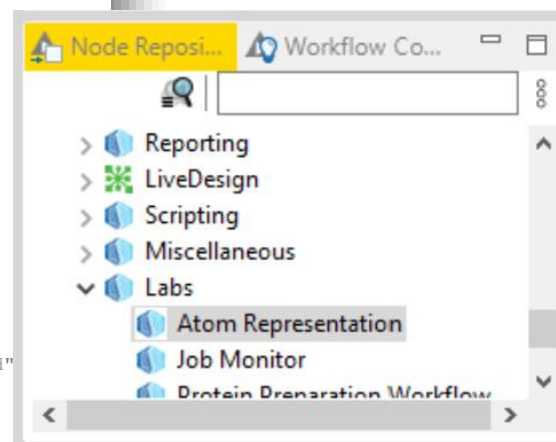 Node Reposi... Workflow Co...
Reporting
LiveDesign
Scripting
Miscellaneous
Labs
Atom Representation
Job Monitor
Protein Preparation Workflow